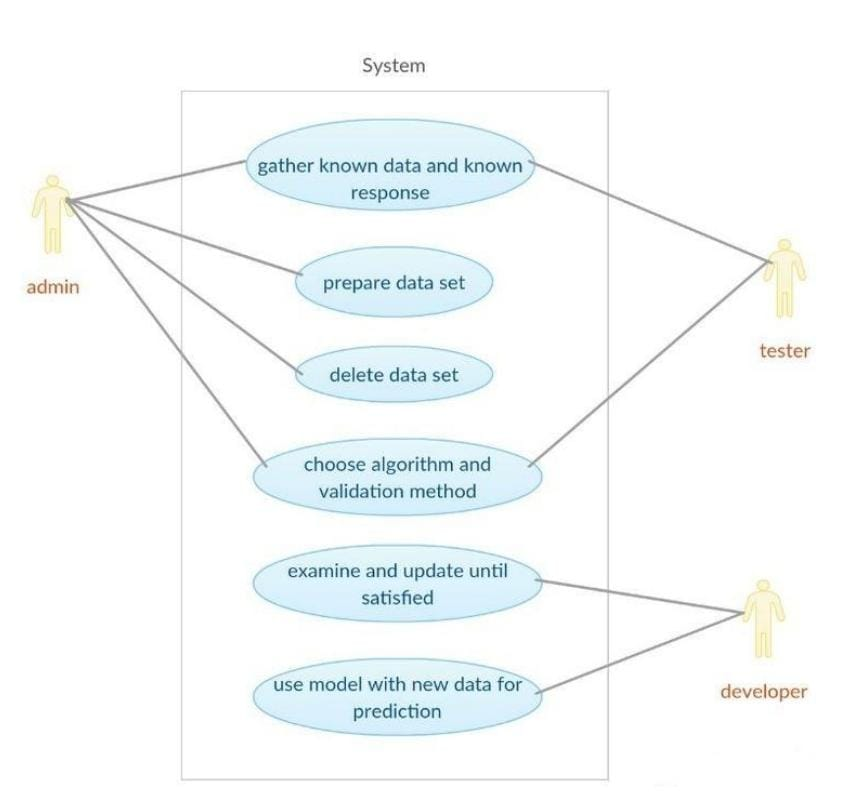 System
gather known data and known
response
admin
prepare data set
tester
delete data set
choose algorithm and
validation method
examine and update until
satisfied
use model with new data for
prediction
developer